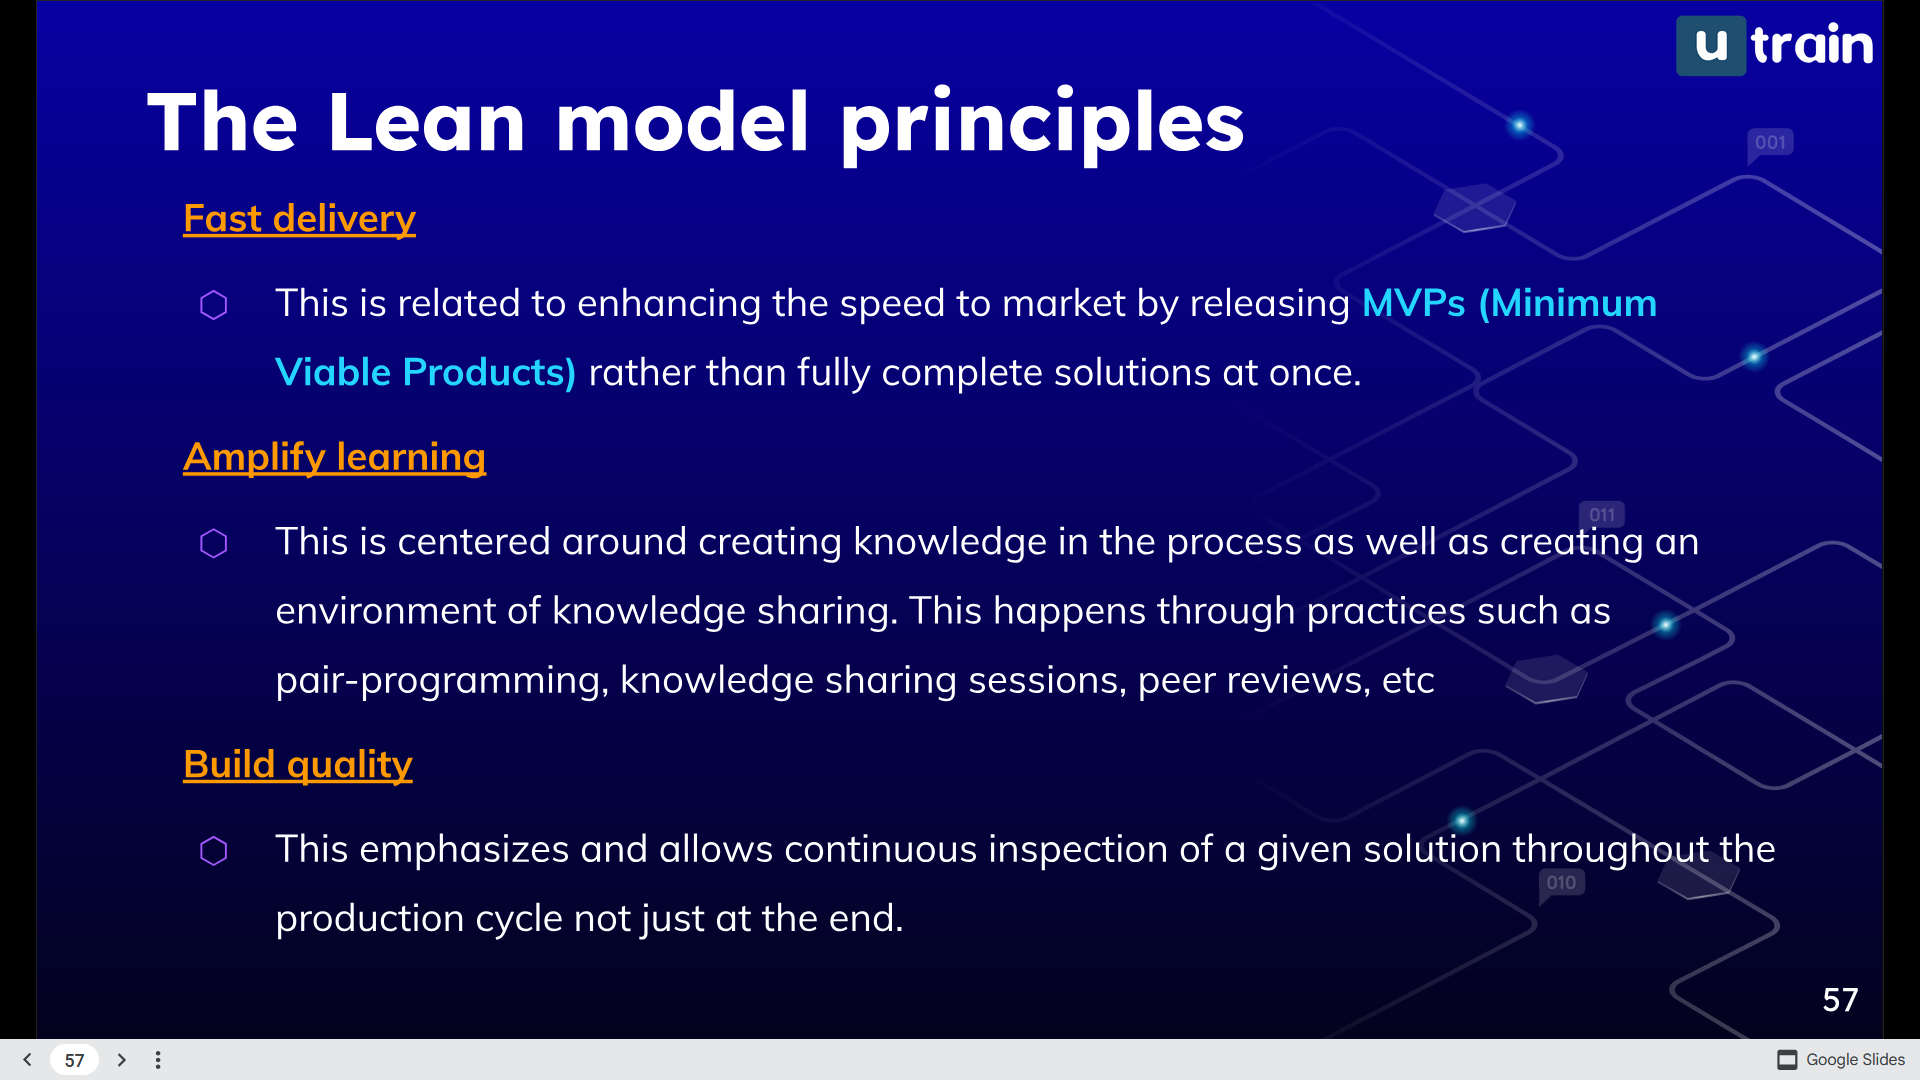 u train
The Lean model principles
001
Fast delivery
This is related to enhancing the speed to market by releasing MVPs (Minimum
Viable Products) rather than fully complete solutions at once.
Amplify learning
011
This is centered around creating knowledge in the process as well as creating an
environment of knowledge sharing. This happens through practices such as
pair-programming, knowledge sharing sessions, peer reviews, etc
Build quality
This emphasizes and allows continuous inspection of a given solution throughout the
010
production cycle not just at the end.
57
57
Google Slides